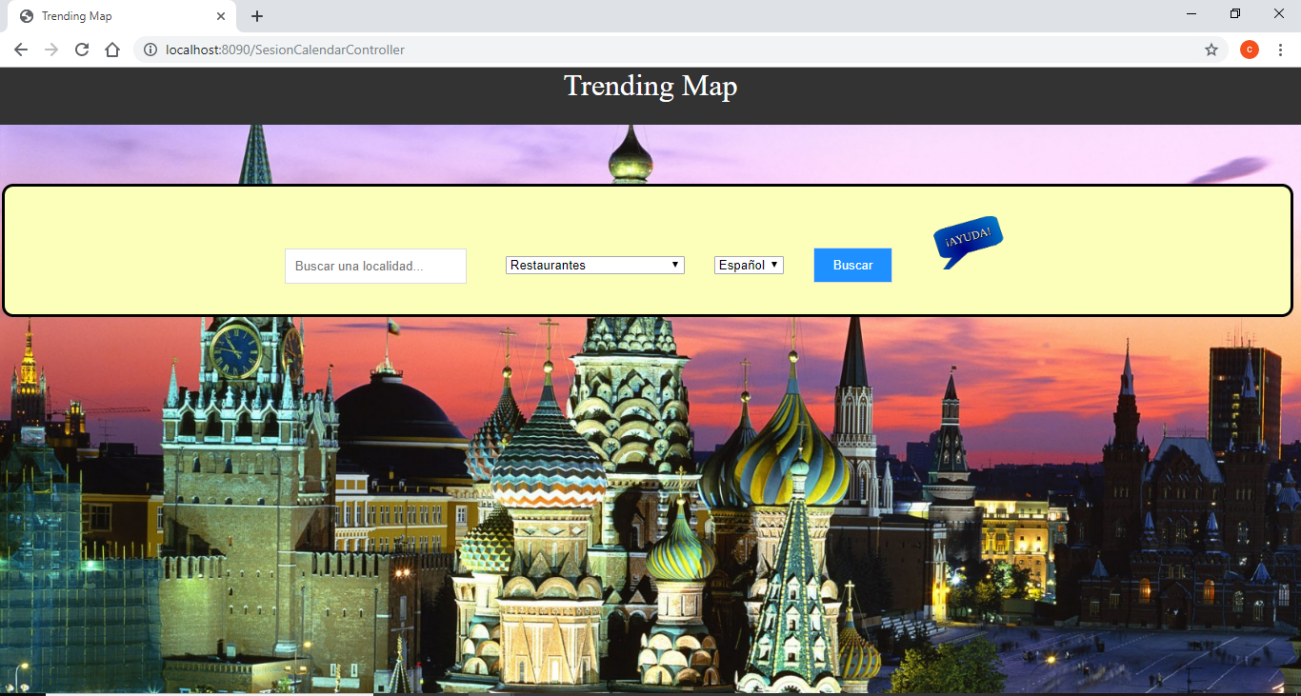 Trending Map
localhost:8090/SesionCalendarController
C
Trending Map
¡AYUDA!
Buscar una localidad...
Restaurantes
Español
Buscar